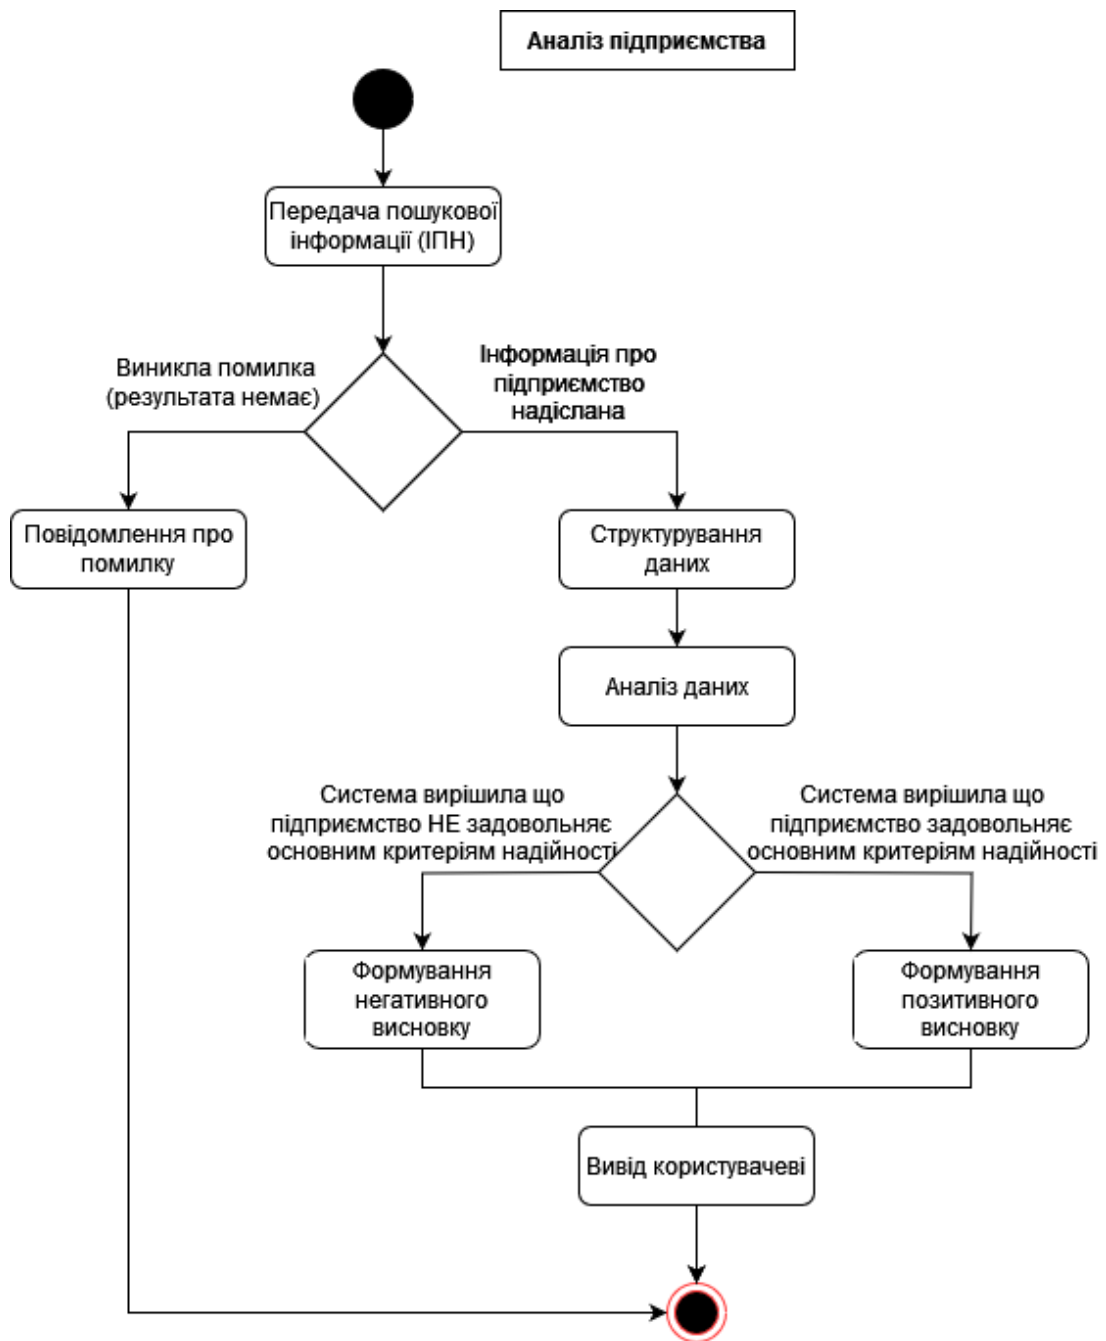 Аналіз підприємства
Передача пошукової
інформації (ІПН)
Виникла помилка
(результата немає)
Інформація про
підприємство
надіслана
Повідомлення про
помилку
Структурування
даних
Аналіз даних
Система вирішила що
підприємство НЕ задовольняє
основним критеріям надійності
Система вирішила що
підприємство задовольняє
основним критеріям надійності
Формування
негативного
висновку
Формування
позитивного
висновку
Вивід користувачеві